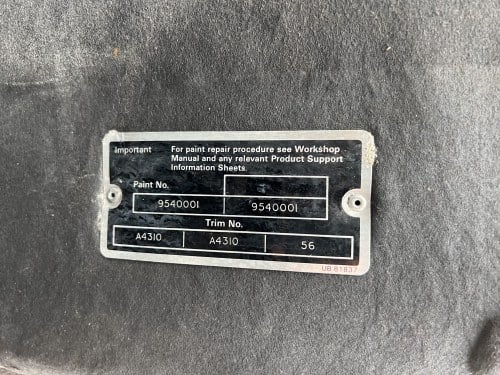 Important For paint repair procedure see Workshop
Manual and any relevant Product Support
Information Sheets.
Paint No.
9540001 9540001
Trim No.
A4310 A4310 56
UB 81837